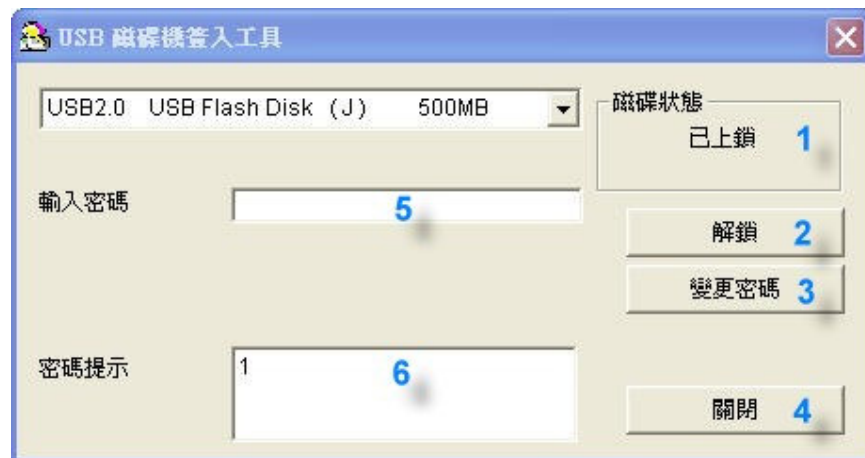 USB 磁碟機簽入工具
USB2.0 USB Flash Disk (J) 500MB
磁碟狀態
已上鎖 1
輸入密碼
5
解鎖 2
變更密碼 3
密碼提示
1
6
關閉 4